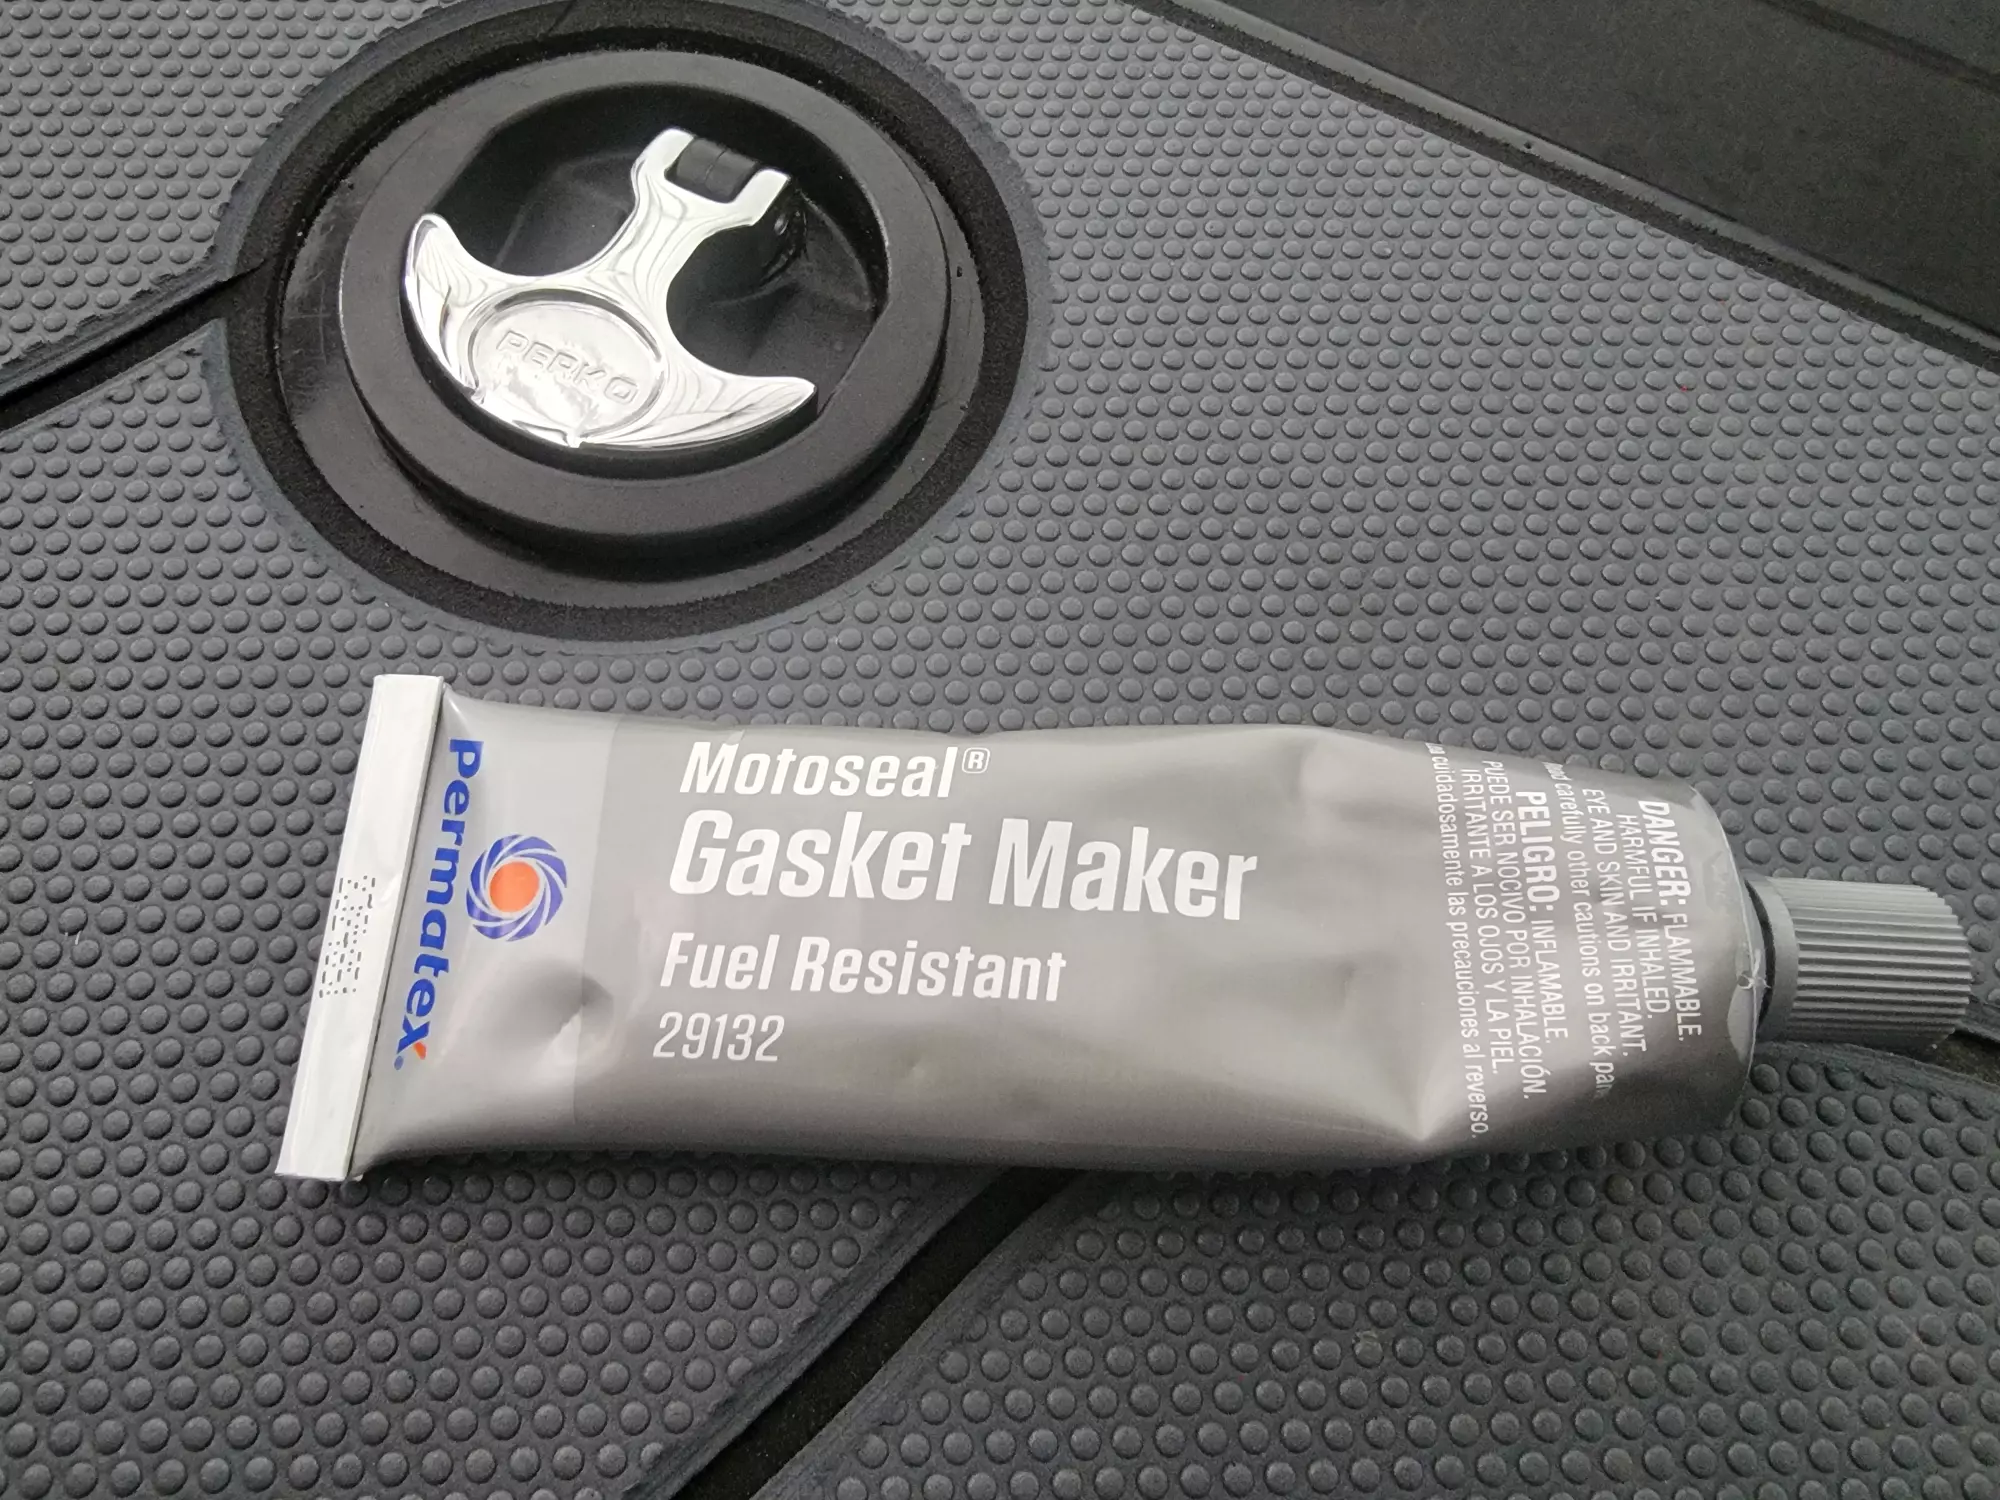 PERKO
Permatex®
Motoseal®
Gasket Maker
Fuel Resistant
29132
DANGER: FLAMMABLE.
HARMFUL IF INHALED.
EYE AND SKIN AND IRRITANT.
carefully other cautions on back
PELIGRO: INFLAMABLE.
PUEDE SER NOCIVO POR INHALACIÓN.
IRRITANTE A LOS OJOS Y LA PIEL.
cuidadosamente las precauciones al reverso.